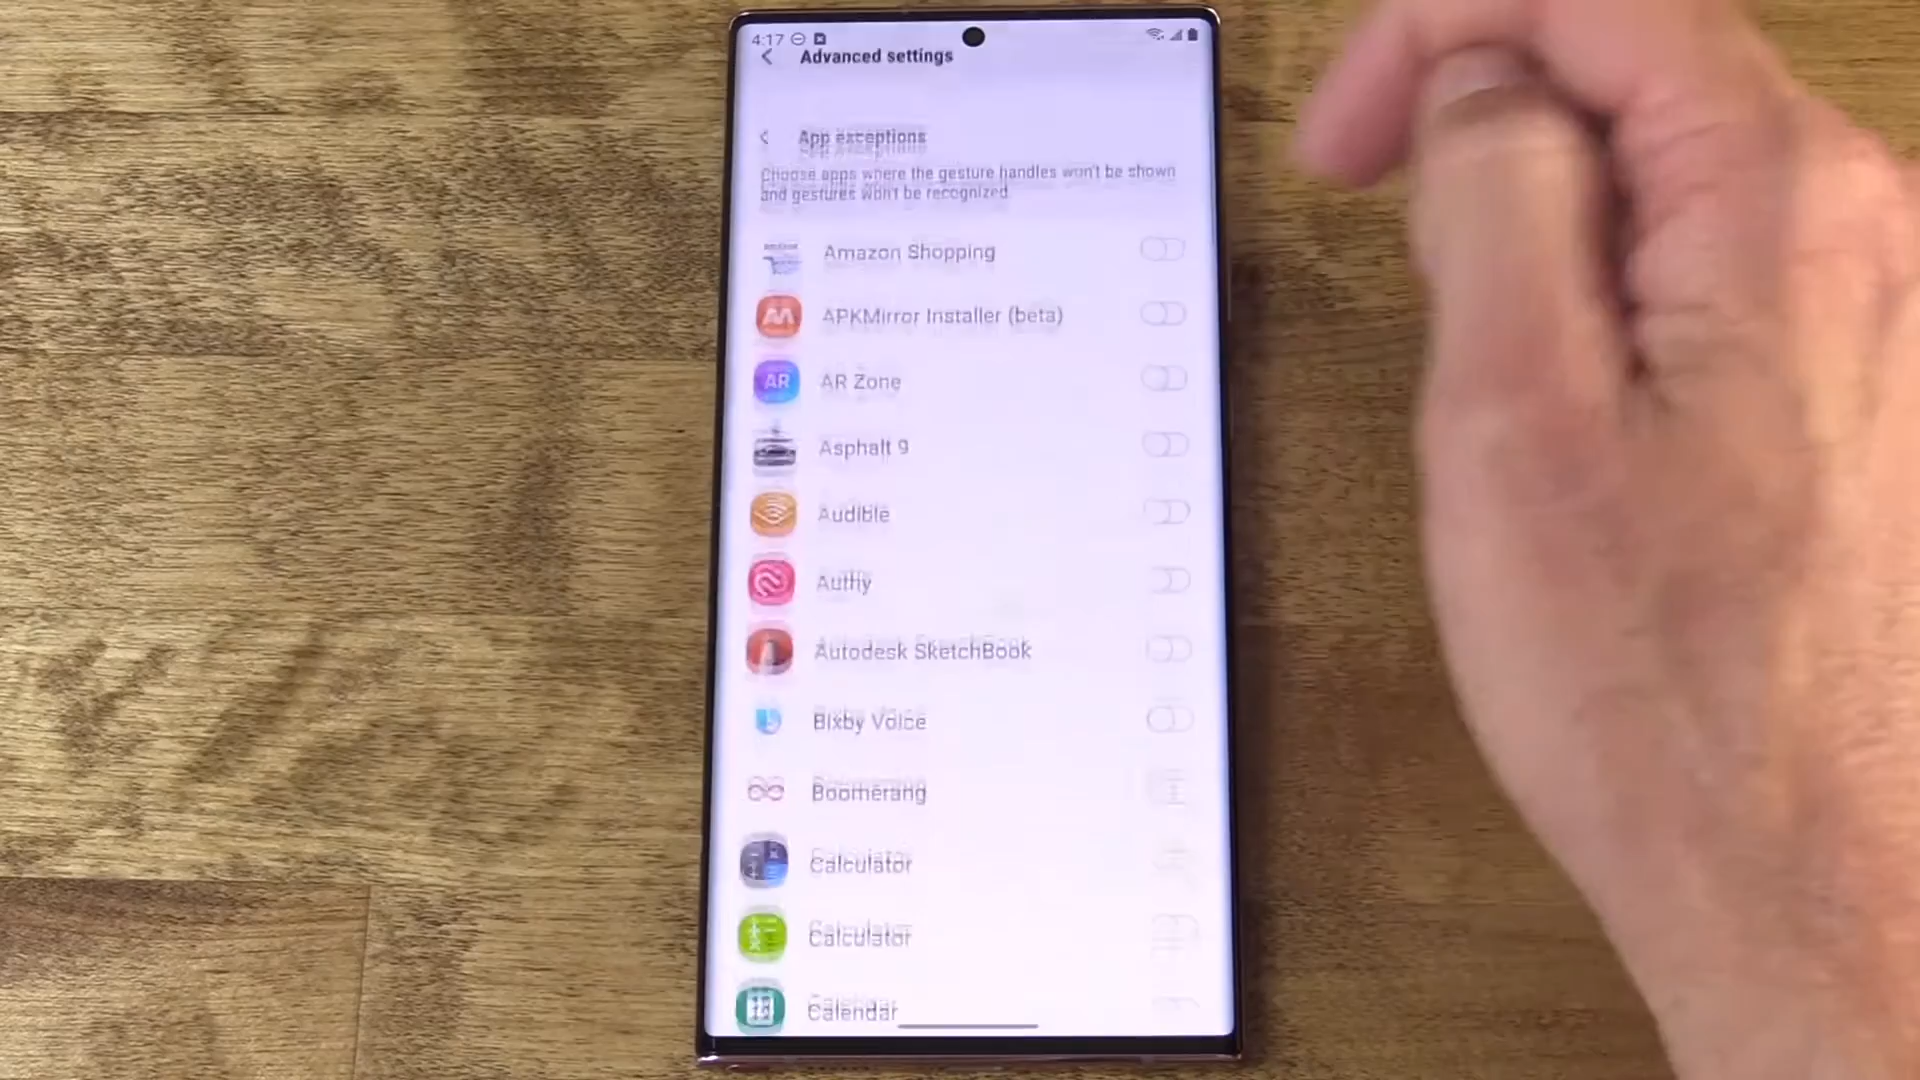 4:17
Advanced settings
App exceptions
Choose apps where the gesture handles won't be shown
and gestures won't be recognized.
Amazon Shopping
APKMirror Installer (beta)
AR
AR Zone
Asphalt 9
Audible
Authy
Autodesk SketchBook
Bixby Voice
Boomerang
Calculator
Calculator
Calendar